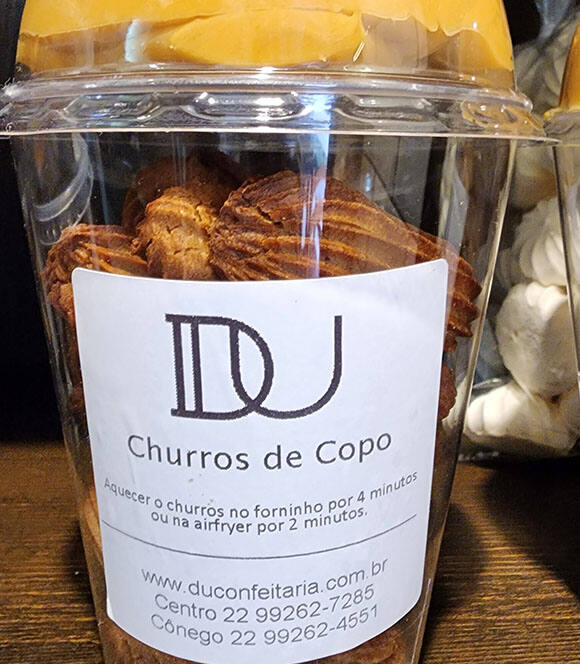 DU
Churros de Copo
Aquecer o churros no forninho por 4 minutos
ou na airfryer por 2 minutos.
www.duconfeitaria.com.br
Centro 22 99262-7285
Cônego 22 99262-4551